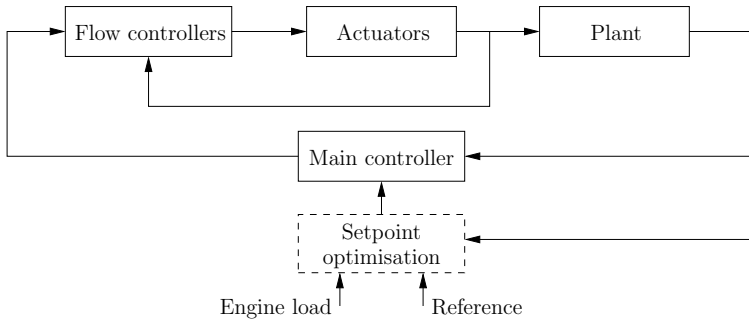 Flow controllers
Actuators
Plant
Main controller
Setpoint
optimisation
Engine load
Reference